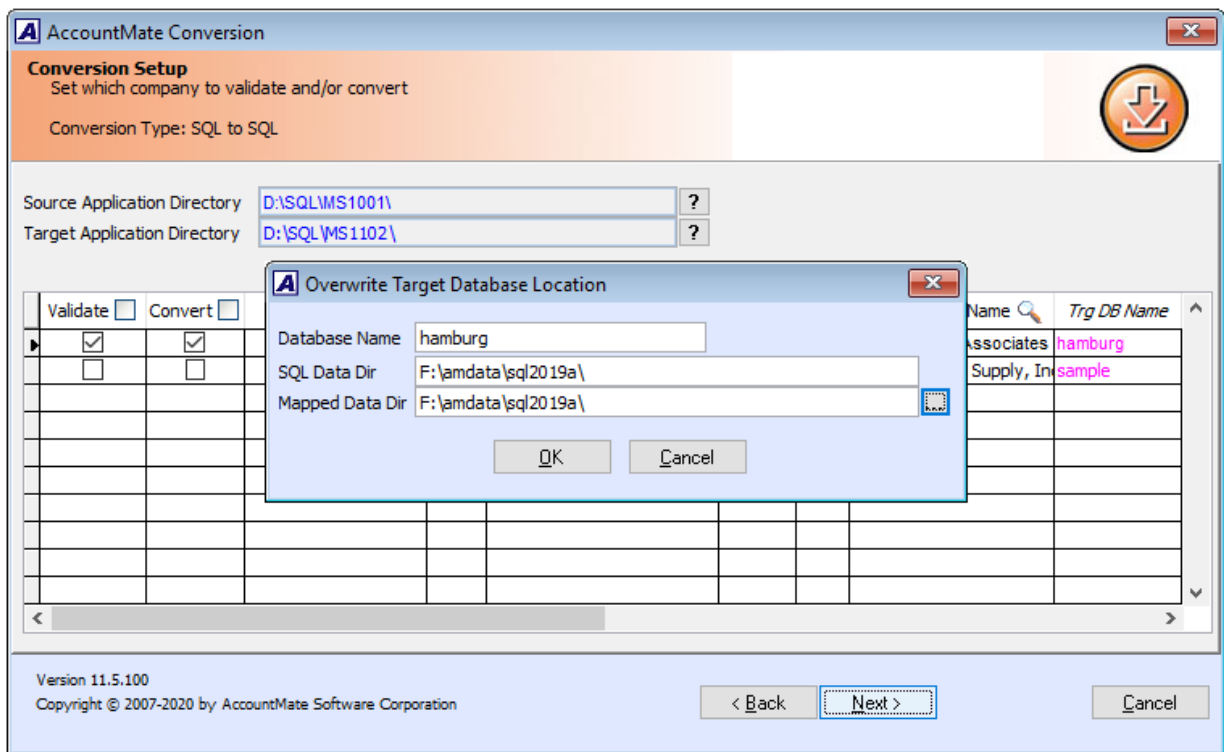 AccountMate Conversion
Conversion Setup
Set which company to validate and/or convert
Conversion Type: SQL to SQL
Source Application Directory D:\SQL\MS1001\ ?
Target Application Directory D:\SQL\MS1102\ ?
Validate Convert Name Trg DB Name
Associates hamburg
Supply, In sample
Overwrite Target Database Location
Database Name hamburg
SQL Data Dir F:\amdata\sql2019a\
Mapped Data Dir F:\amdata\sql2019a\ ...
OK Cancel
Version 11.5.100
Copyright © 2007-2020 by AccountMate Software Corporation
< Back Next > Cancel